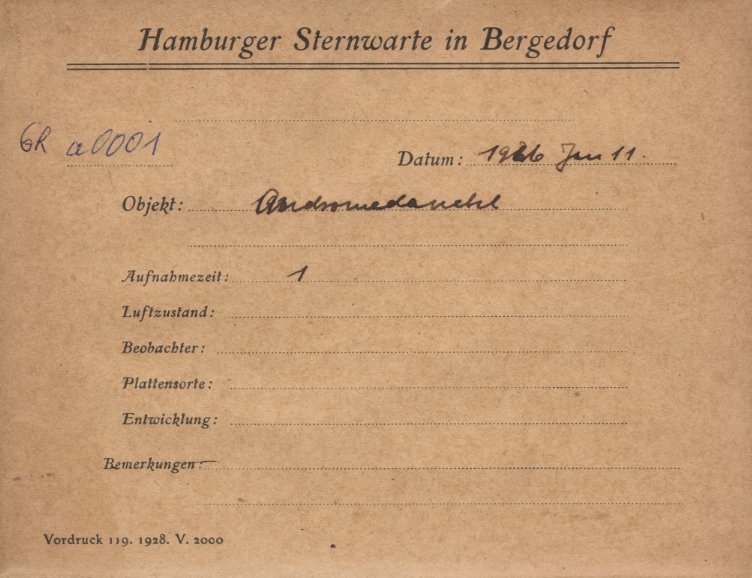 Hamburger Sternwarte in Bergedorf
GR a0001
Datum: Jan 11.
Objekt: Andromedanebel
Aufnahmezeit: 1
Luftzustand:
Beobachter:
Plattensorte:
Entwicklung:
Bemerkungen:
Vordruck 119. 1928. V. 2000